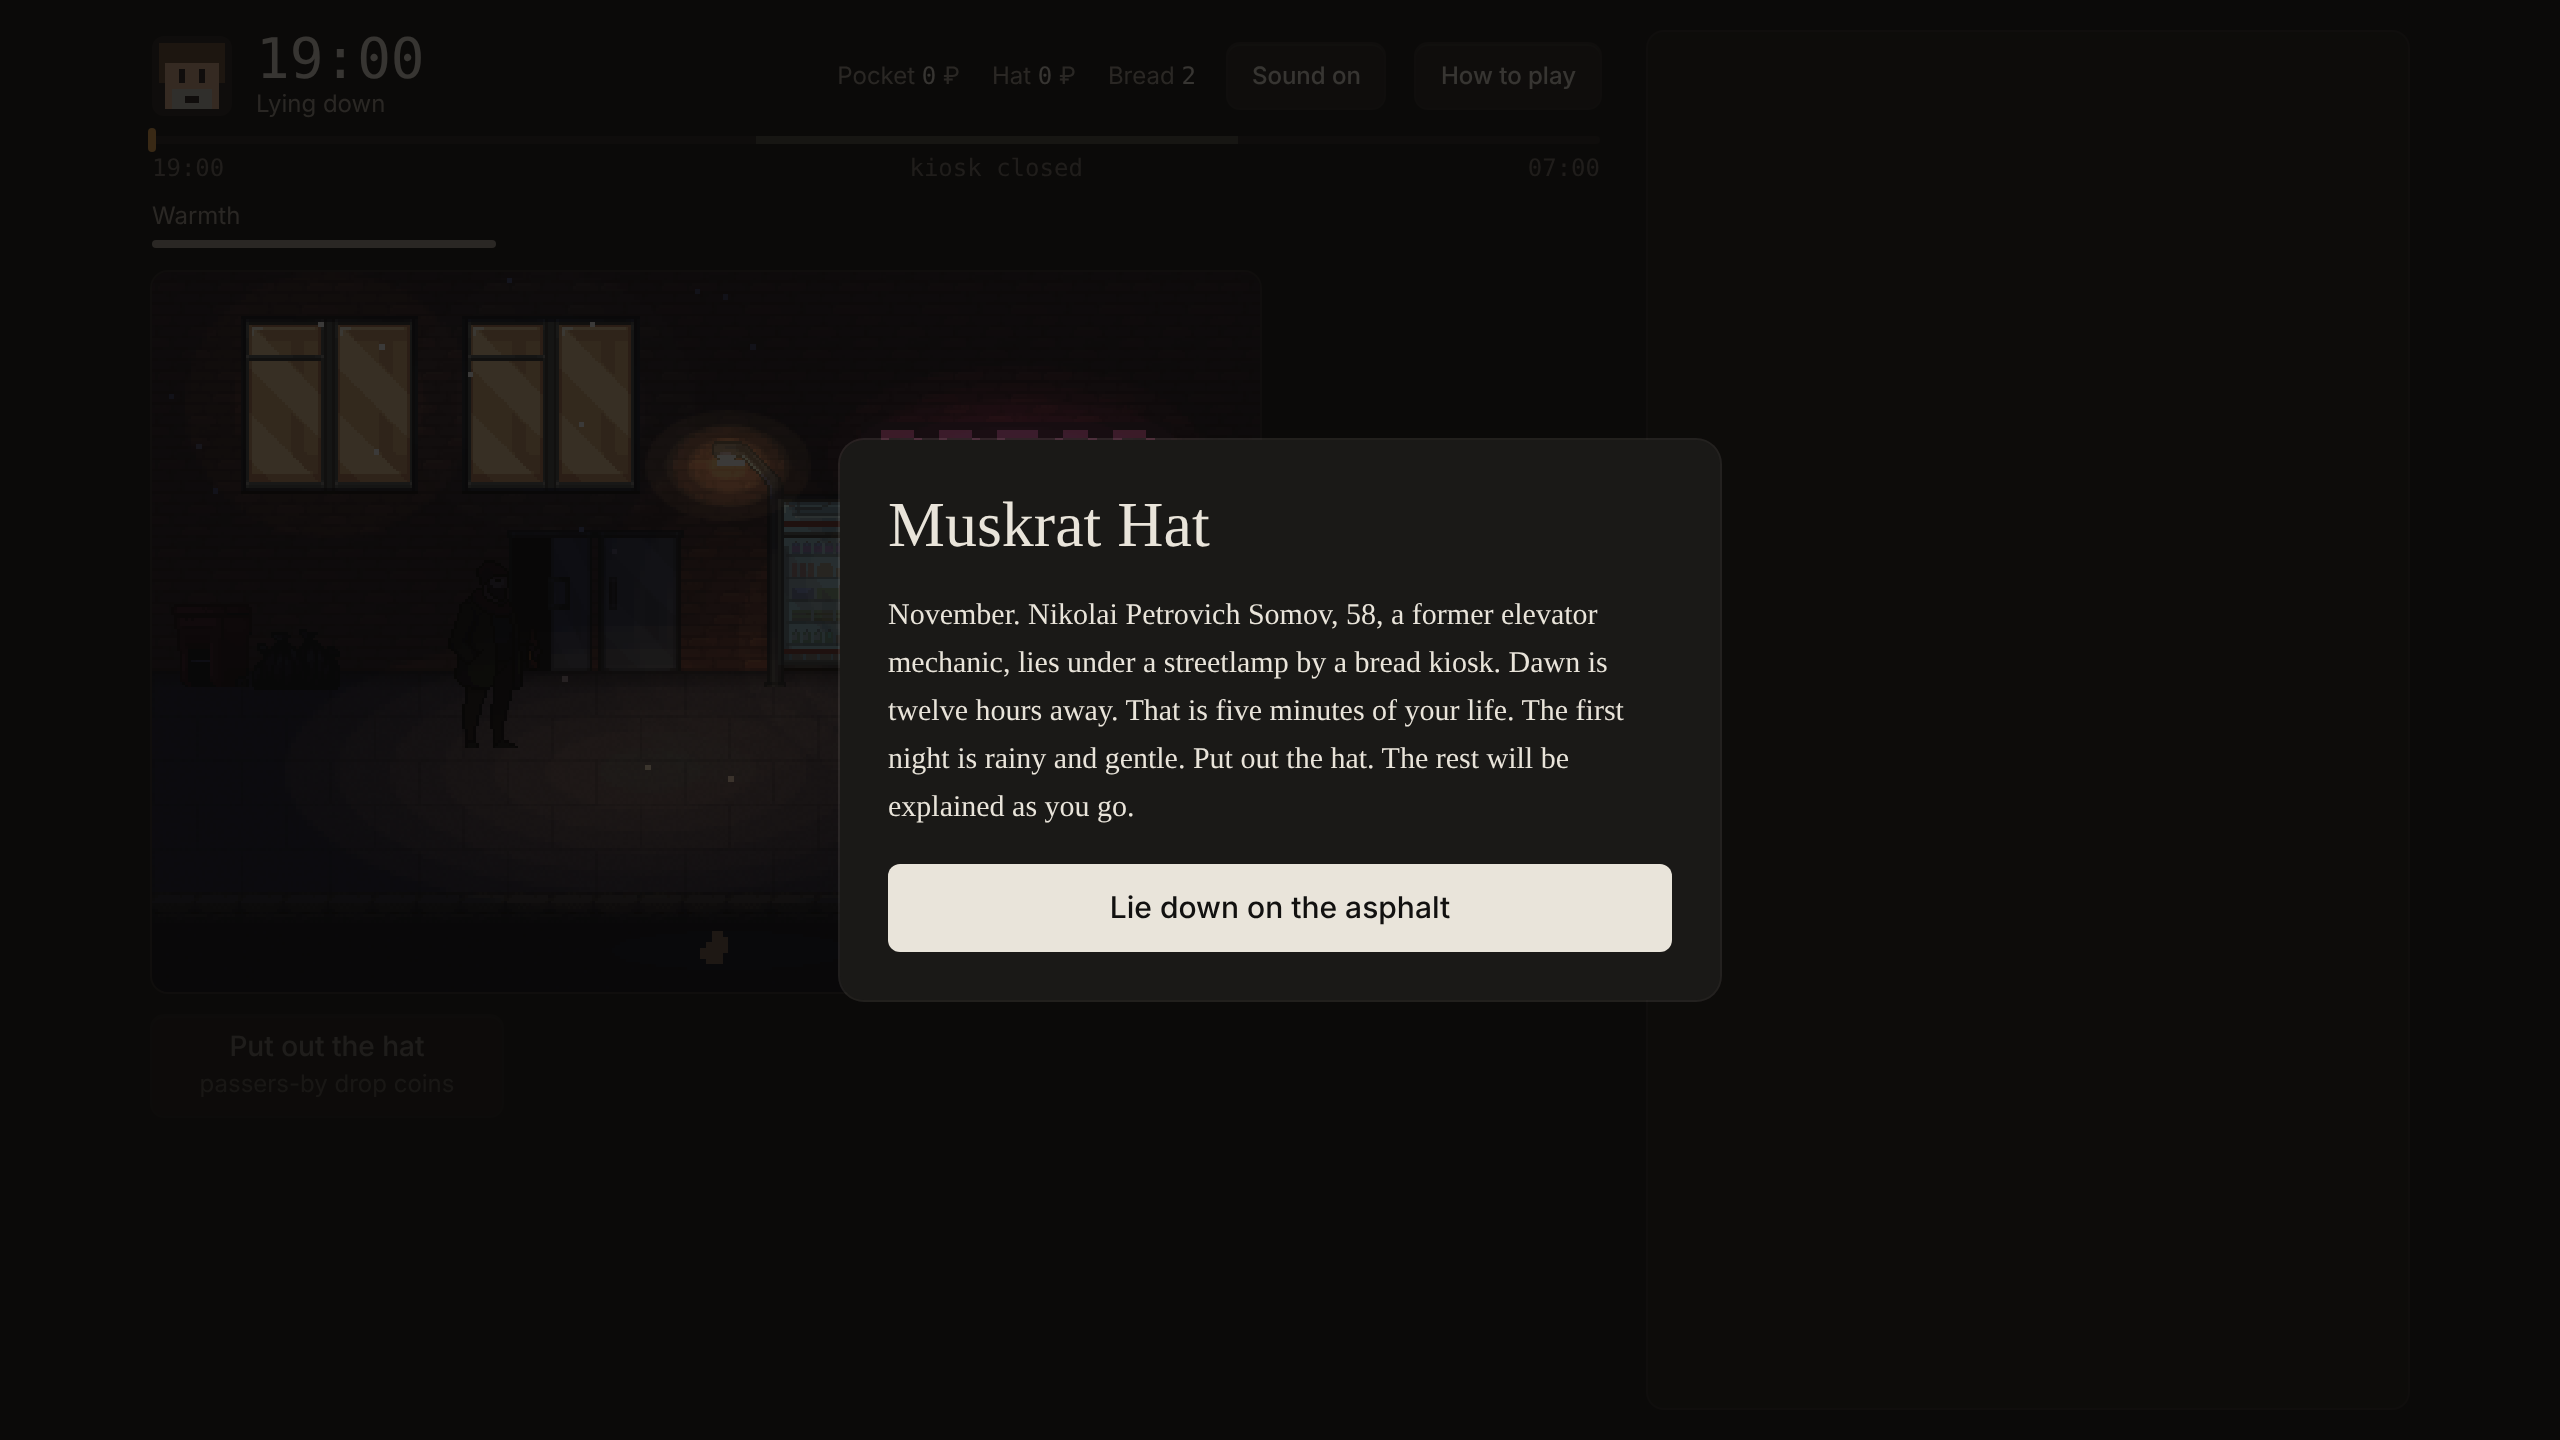 19:00
Lying down
Pocket 0 ₽
Hat 0 ₽
Bread 2
Sound on
How to play
19:00
kiosk closed
07:00
Warmth
Muskrat Hat
November. Nikolai Petrovich Somov, 58, a former elevator
mechanic, lies under a streetlamp by a bread kiosk. Dawn is
twelve hours away. That is five minutes of your life. The first
night is rainy and gentle. Put out the hat. The rest will be
explained as you go.
Lie down on the asphalt
Put out the hat
passers-by drop coins